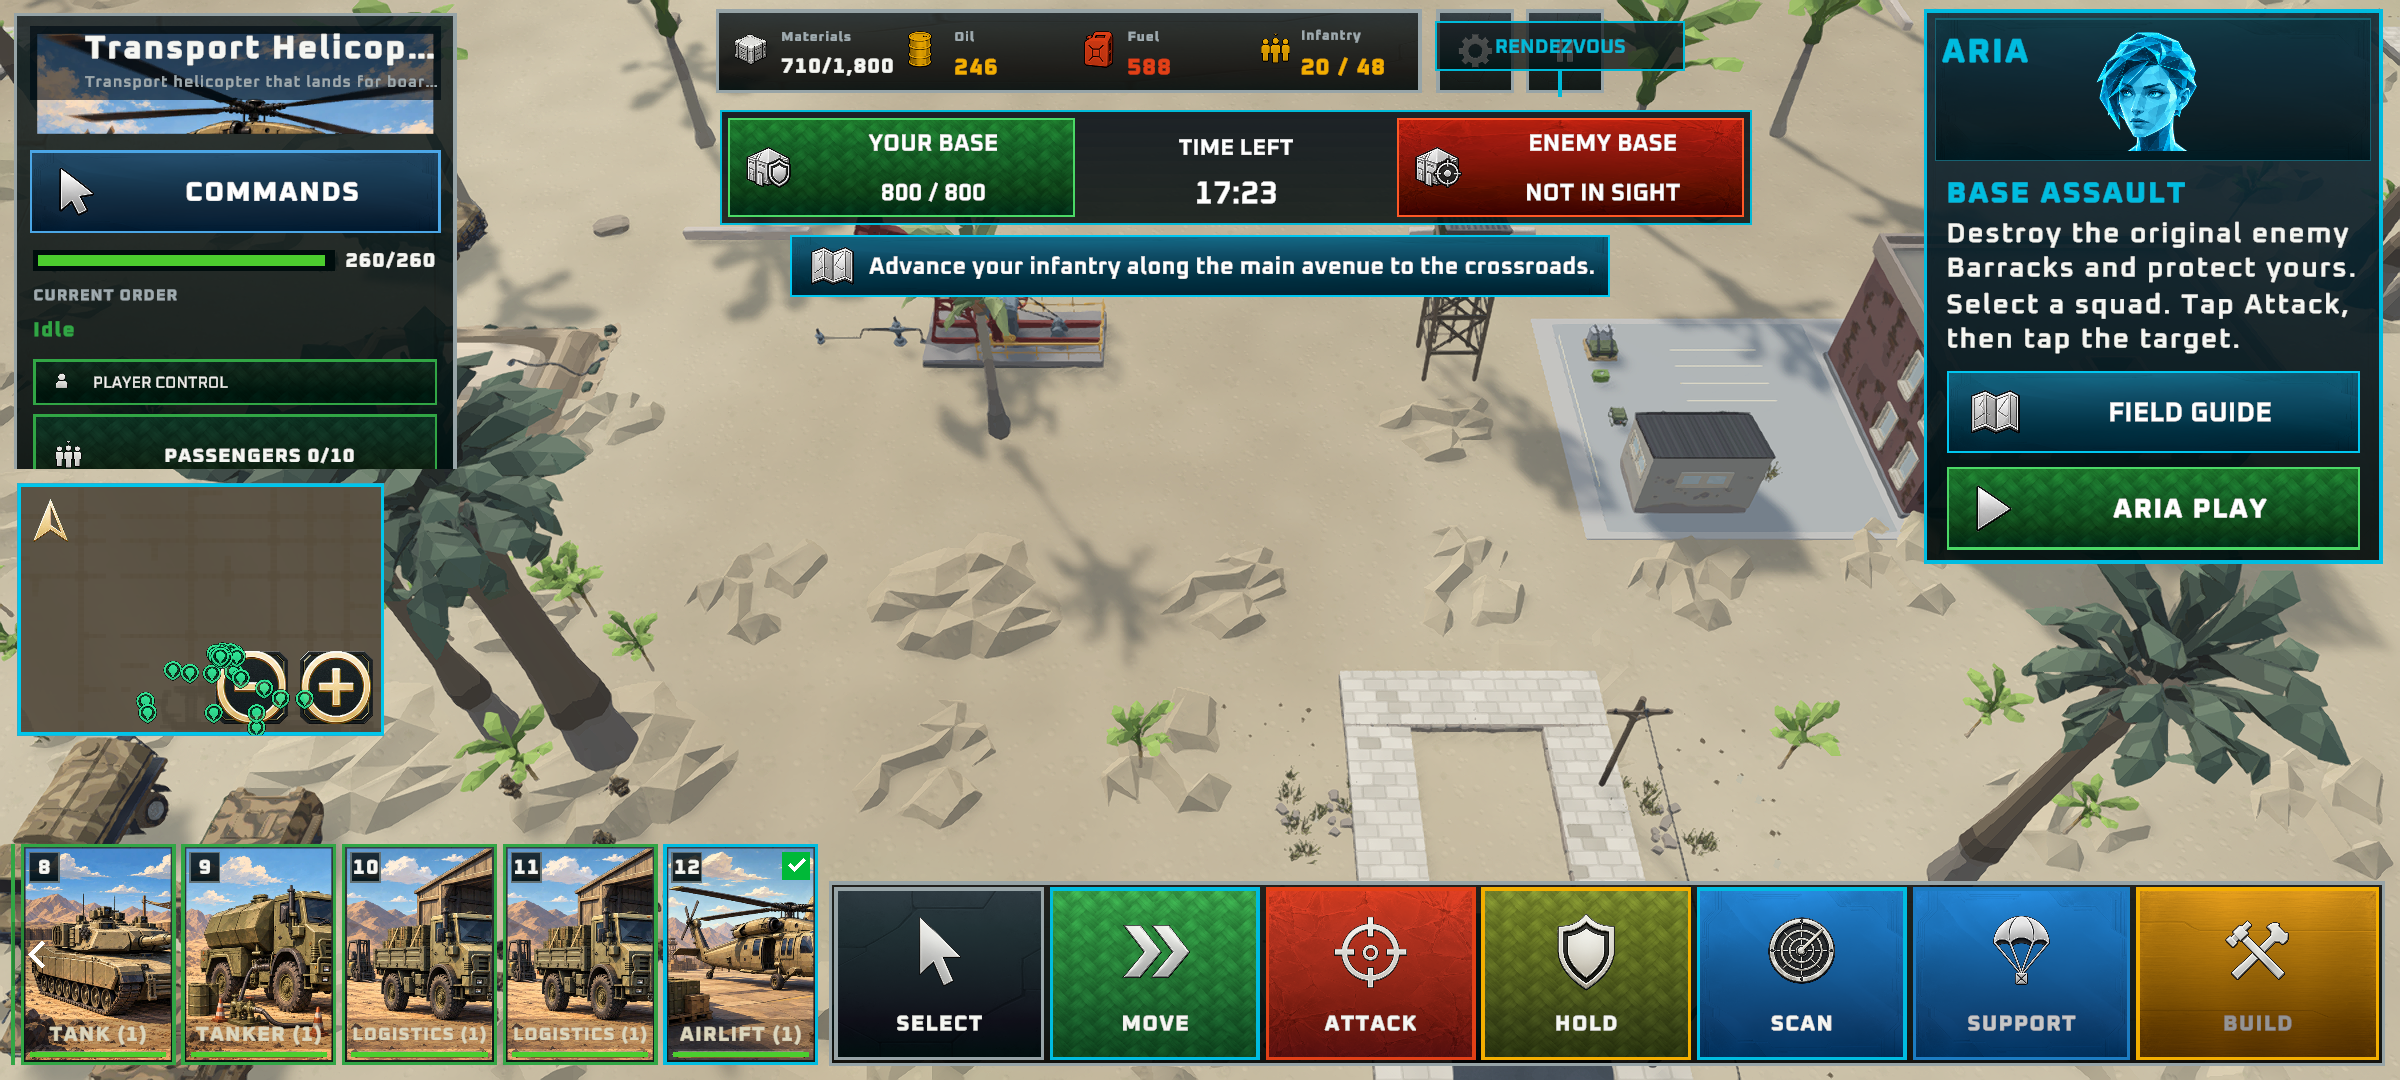 Transport Helicop...
Transport helicopter that lands for boar...
COMMANDS
260/260
CURRENT ORDER
Idle
PLAYER CONTROL
PASSENGERS 0/10
Materials
710/1,800
Oil
246
Fuel
588
Infantry
20 / 48
RENDEZVOUS
YOUR BASE
800 / 800
TIME LEFT
17:23
ENEMY BASE
NOT IN SIGHT
Advance your infantry along the main avenue to the crossroads.
ARIA
BASE ASSAULT
Destroy the original enemy
Barracks and protect yours.
Select a squad. Tap Attack,
then tap the target.
FIELD GUIDE
ARIA PLAY
8
TANK (1)
9
TANKER (1)
10
LOGISTICS (1)
11
LOGISTICS (1)
12
AIRLIFT (1)
SELECT
MOVE
ATTACK
HOLD
SCAN
SUPPORT
BUILD